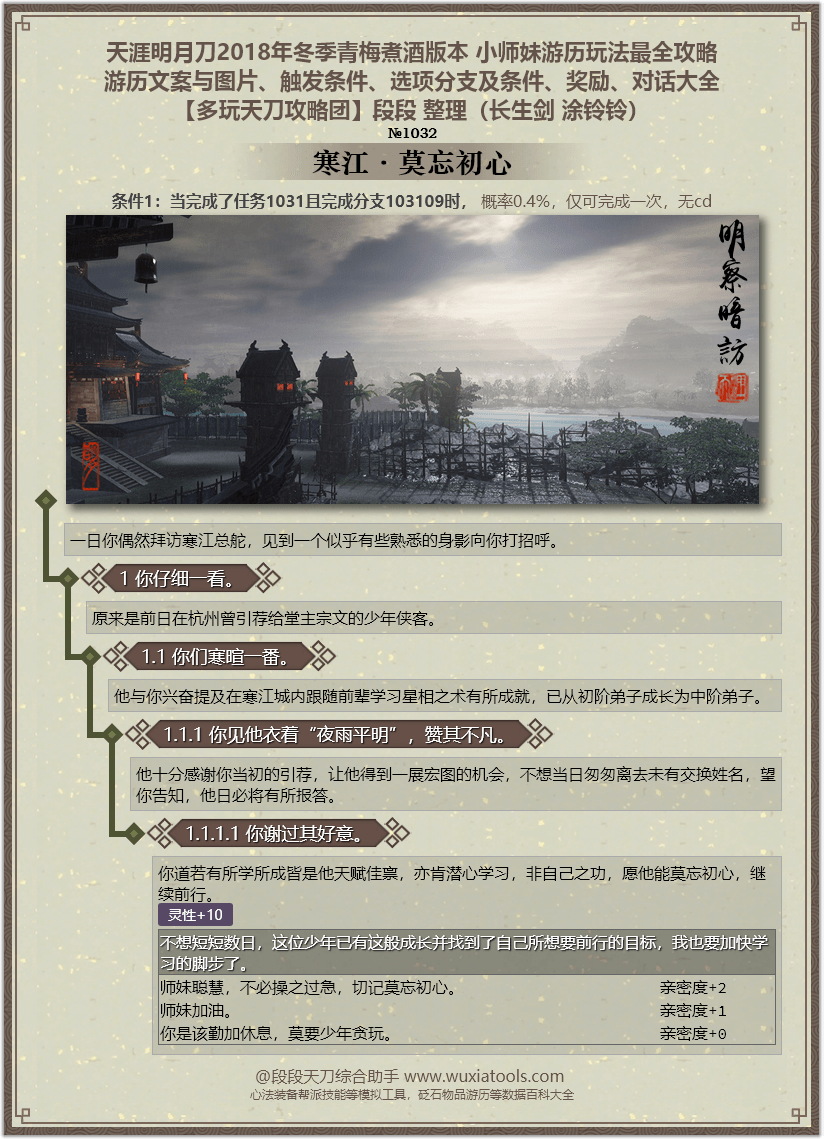 天涯明月刀2018年冬季青梅煮酒版本 小师妹游历玩法最全攻略
游历文案与图片、触发条件、选项分支及条件、奖励、对话大全
【多玩天刀攻略团】段段 整理（长生剑 涂铃铃）
№1032
寒江·莫忘初心
条件1：当完成了任务1031且完成分支103109时， 概率0.4%，仅可完成一次，无cd
明察暗訪
一日你偶然拜访寒江总舵，见到一个似乎有些熟悉的身影向你打招呼。
1 你仔细一看。
原来是前日在杭州曾引荐给堂主宗文的少年侠客。
1.1 你们寒暄一番。
他与你兴奋提及在寒江城内跟随前辈学习星相之术有所成就，已从初阶弟子成长为中阶弟子。
1.1.1 你见他衣着“夜雨平明”，赞其不凡。
他十分感谢你当初的引荐，让他得到一展宏图的机会，不想当日匆匆离去未有交换姓名，望
你告知，他日必将有所报答。
1.1.1.1 你谢过其好意。
你道若有所学所成皆是他天赋佳禀，亦肯潜心学习，非自己之功，愿他能莫忘初心，继
续前行。
灵性+10
不想短短数日，这位少年已有这般成长并找到了自己所想要前行的目标，我也要加快学
习的脚步了。
师妹聪慧，不必操之过急，切记莫忘初心。 亲密度+2
师妹加油。 亲密度+1
你是该勤加休息，莫要少年贪玩。 亲密度+0
@段段天刀综合助手 www.wuxiatools.com
心法装备帮派技能等模拟工具，砭石物品游历等数据百科大全